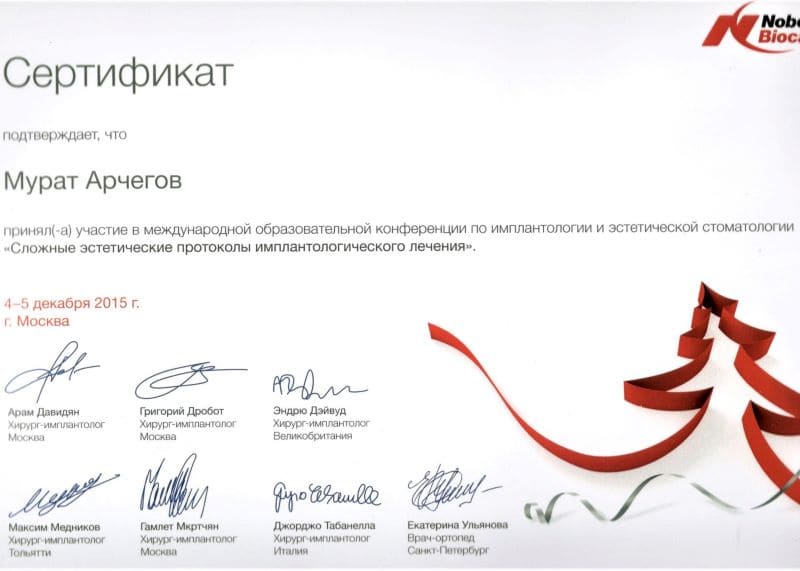 Nobe
Bioca
Сертификат
подтверждает, что
Мурат Арчегов
принял(-а) участие в международной образовательной конференции по имплантологии и эстетической стоматологии
«Сложные эстетические протоколы имплантологического лечения».
4–5 декабря 2015 г.
г. Москва
Арам Давидян
Хирург-имплантолог
Москва
Григорий Дробот
Хирург-имплантолог
Москва
Эндрю Дэйвуд
Хирург-имплантолог
Великобритания
Максим Медников
Хирург-имплантолог
Тольятти
Гамлет Мкртчян
Хирург-имплантолог
Москва
Джорджо Табанелла
Хирург-имплантолог
Италия
Екатерина Ульянова
Врач-ортопед
Санкт-Петербург